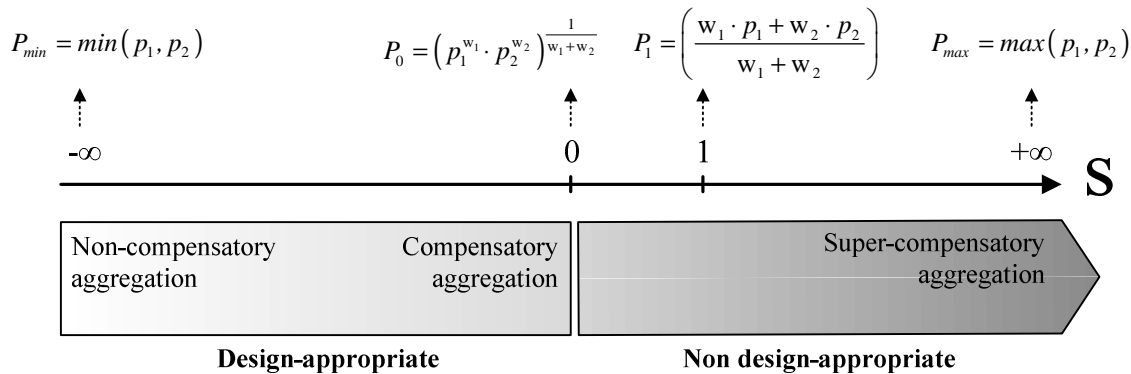 P_min = min(p_1, p_2)
P_0 = (p_1^{w_1} · p_2^{w_2})^{\frac{1}{w_1+w_2}}
P_1 = (\frac{w_1 · p_1 + w_2 · p_2}{w_1 + w_2})
P_max = max(p_1, p_2)
-∞
0
1
+∞
S
Non-compensatory
aggregation
Compensatory
aggregation
Super-compensatory
aggregation
Design-appropriate
Non design-appropriate